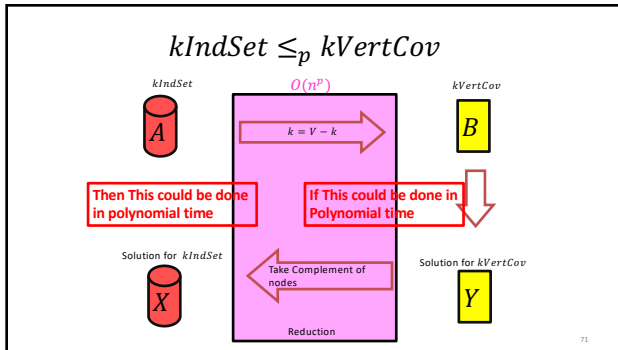 kIndSet ≤p kVertCov
kIndSet
O(n^p)
kVertCov
A
k = V − k
B
Then This could be done
in polynomial time
If This could be done in
Polynomial time
Solution for kIndSet
Take Complement of
nodes
Solution for kVertCov
X
Y
Reduction
71